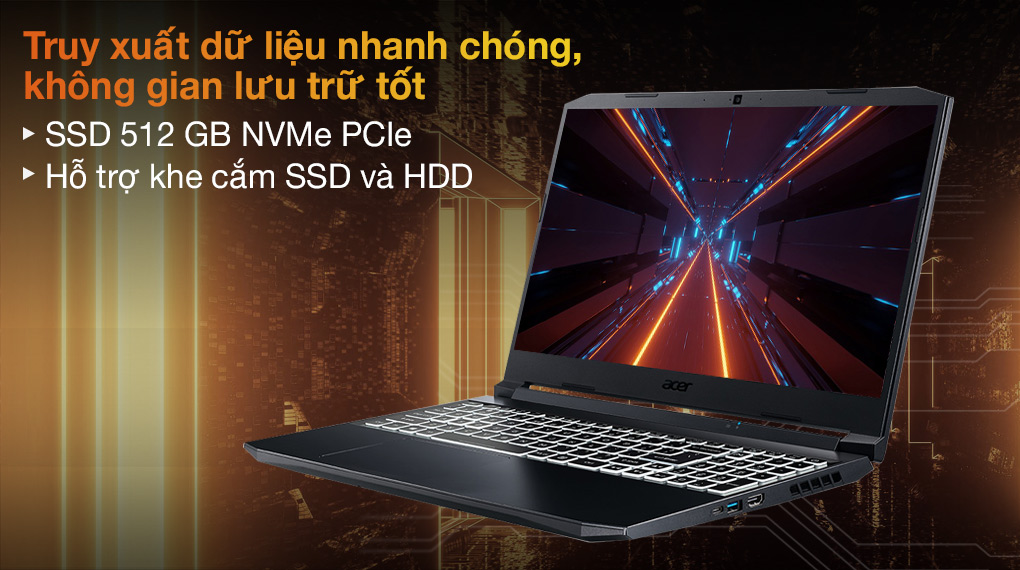 Truy xuất dữ liệu nhanh chóng,
không gian lưu trữ tốt
SSD 512 GB NVMe PCIe
Hỗ trợ khe cắm SSD và HDD
acer